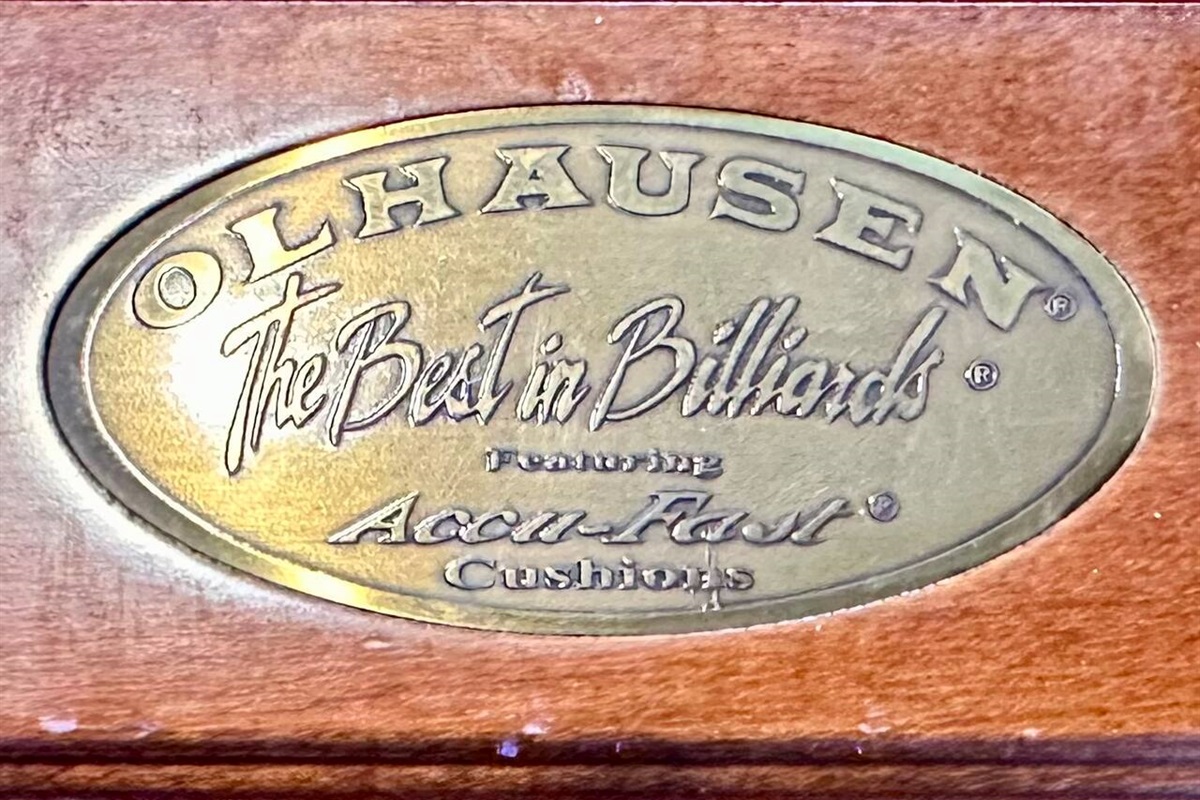 OLHAUSEN®
The Best in Billiards®
Featuring
Accu-Fast®
Cushions